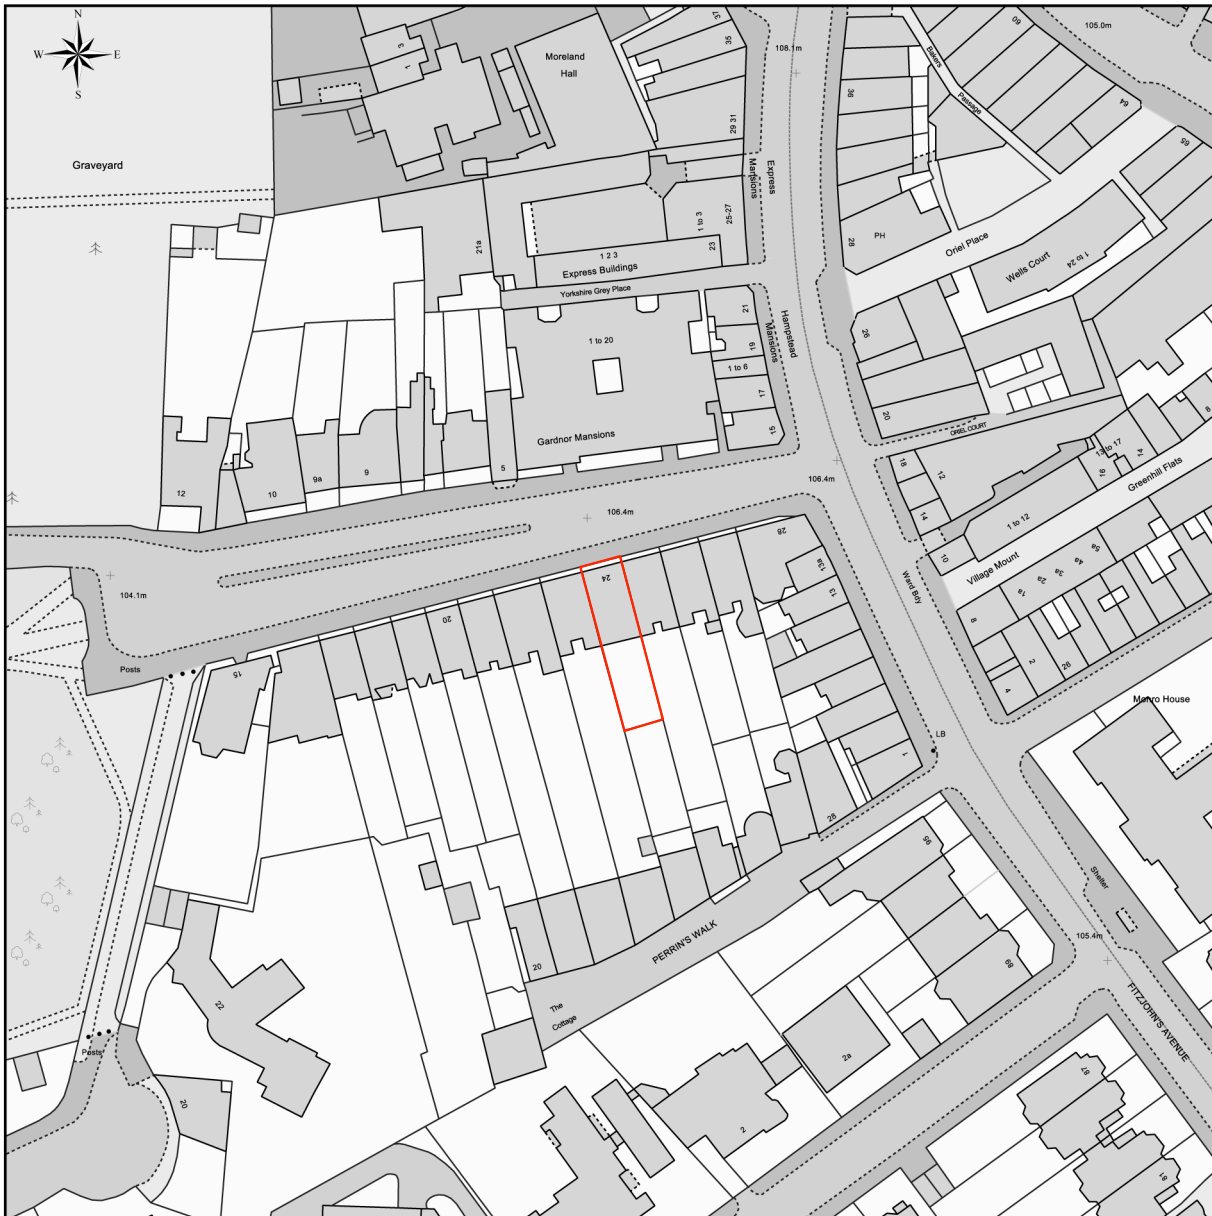 N
W
E
S
37
35
3
1
Moreland
Hall
108.1m
60
105.0m
Bakers
Passage
64
36
29 31
65
Graveyard
Express
Mansions
21a
1 to 3
25-27
23
1 2 3
Express Buildings
Yorkshire Grey Place
28
PH
Oriel Place
Wells Court
1 to 24
21
19
1 to 6
17
15
Hampstead
Mansions
1 to 20
26
20
Gardnor Mansions
ORIEL COURT
12
10
9a
9
5
18
12
14
13 to 17
74
76
8
Greenhill Flats
106.4m
106.4m
1 to 12
10
Village Mount
28
13a
13
24
20
104.1m
Ward Bdy
5a
4a
3a
2a
1a
8
2
26
4
Posts
15
Monro House
LB
1
28
95
Shelter
PERRIN'S WALK
20
105.4m
89
The
Cottage
22
FITZJOHN'S AVENUE
Posts
2a
20
2
87
81